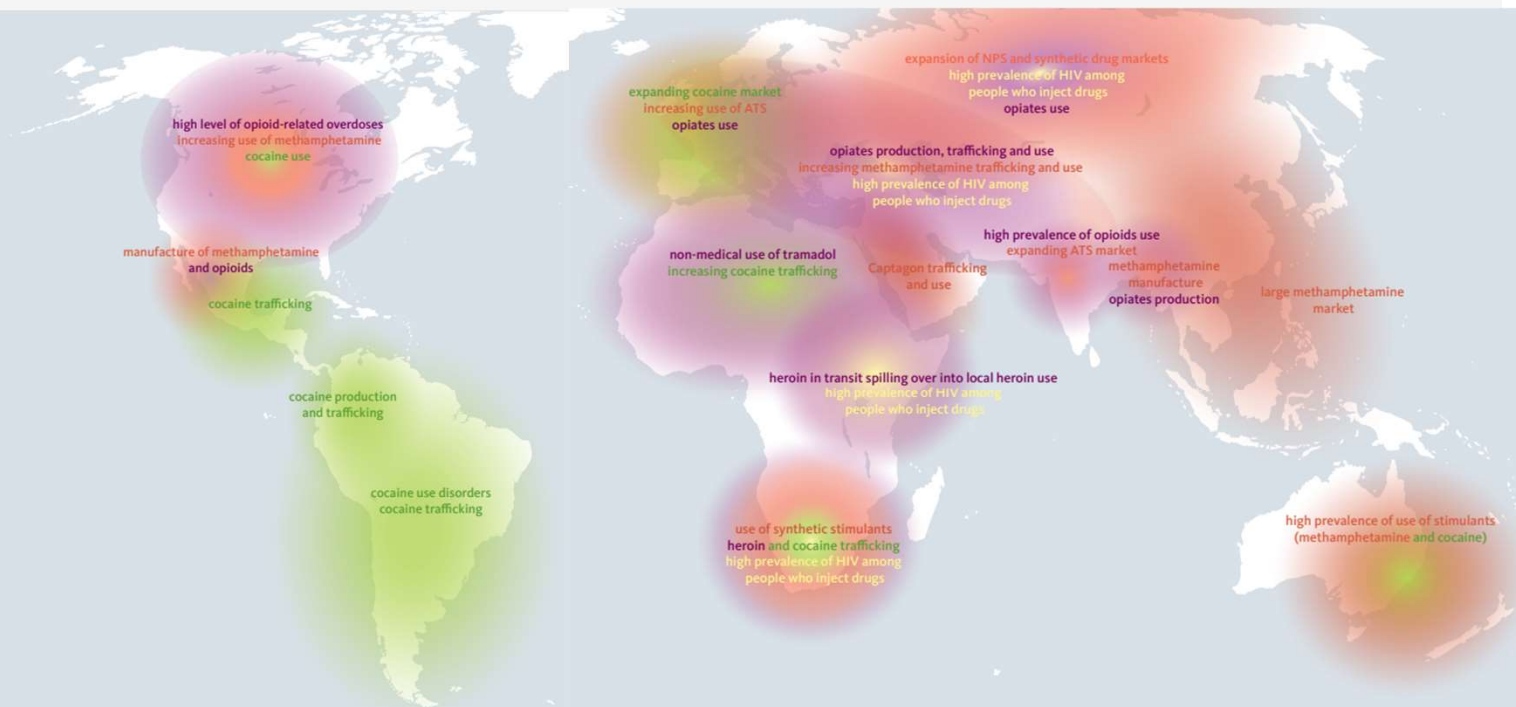 high level of opioid-related overdoses
increasing use of methamphetamine
cocaine use
manufacture of methamphetamine
and opioids
cocaine trafficking
cocaine production
and trafficking
cocaine use disorders
cocaine trafficking
expanding cocaine market
increasing use of ATS
opiates use
expansion of NPS and synthetic drug markets
high prevalence of HIV among
people who inject drugs
opiates use
opiates production, trafficking and use
increasing methamphetamine trafficking and use
high prevalence of HIV among
people who inject drugs
non-medical use of tramadol
increasing cocaine trafficking
Captagon trafficking
and use
high prevalence of opioids use
expanding ATS market
methamphetamine
manufacture
opiates production
large methamphetamine
market
heroin in transit spilling over into local heroin use
high prevalence of HIV among
people who inject drugs
use of synthetic stimulants
heroin and cocaine trafficking
high prevalence of HIV among
people who inject drugs
high prevalence of use of stimulants
(methamphetamine and cocaine)